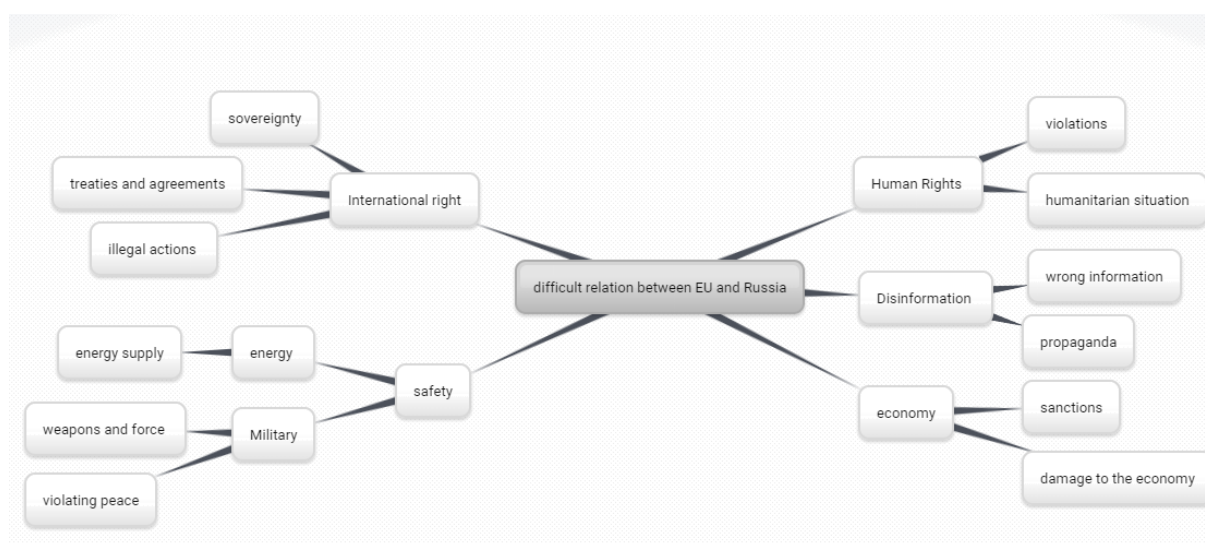 sovereignty
treaties and agreements
illegal actions
International right
difficult relation between EU and Russia
energy supply
energy
weapons and force
Military
violating peace
safety
Human Rights
violations
humanitarian situation
Disinformation
wrong information
propaganda
economy
sanctions
damage to the economy